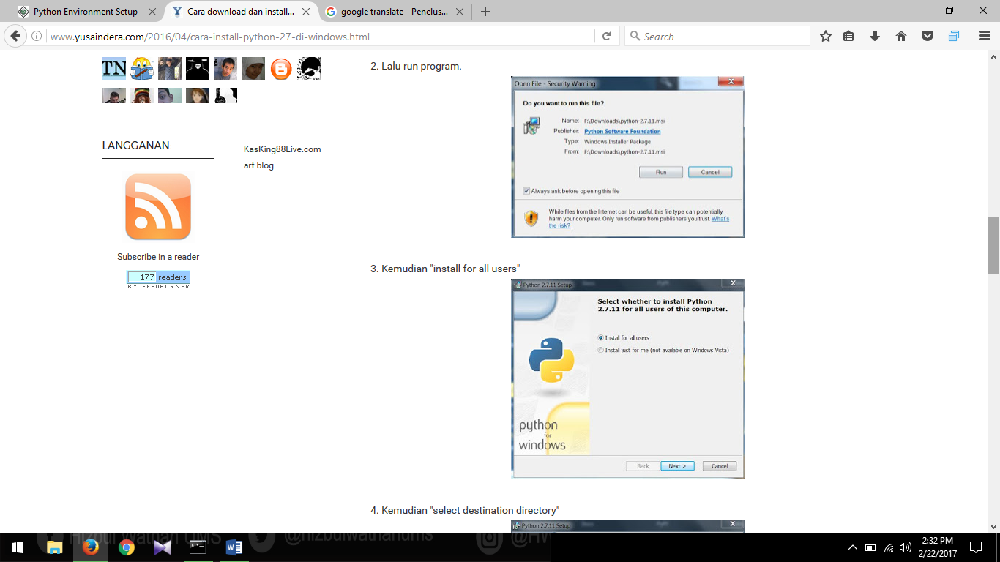 Python Environment Setup
Cara download dan install...
google translate - Penelus...
www.yusaindera.com/2016/04/cara-install-python-27-di-windows.html
Search
TN
LANGGANAN:
Subscribe in a reader
177 readers
BY FEEDBURNER
KasKing88Live.com
art blog
2. Lalu run program.
Open File - Security Warning
Do you want to run this file?
Name: F:\Downloads\python-2.7.11.msi
Publisher: Python Software Foundation
Type: Windows Installer Package
From: F:\Downloads\python-2.7.11.msi
Run
Cancel
Always ask before opening this file
While files from the Internet can be useful, this file type can potentially
harm your computer. Only run software from publishers you trust. What's
the risk?
3. Kemudian "install for all users"
Python 2.7.11 Setup
Select whether to install Python
2.7.11 for all users of this computer.
Install for all users
Install just for me (not available on Windows Vista)
python
for
windows
Back
Next >
Cancel
4. Kemudian "select destination directory"
Python 2.7.11 Setup
@hizbulwathanums
2:32 PM
2/22/2017